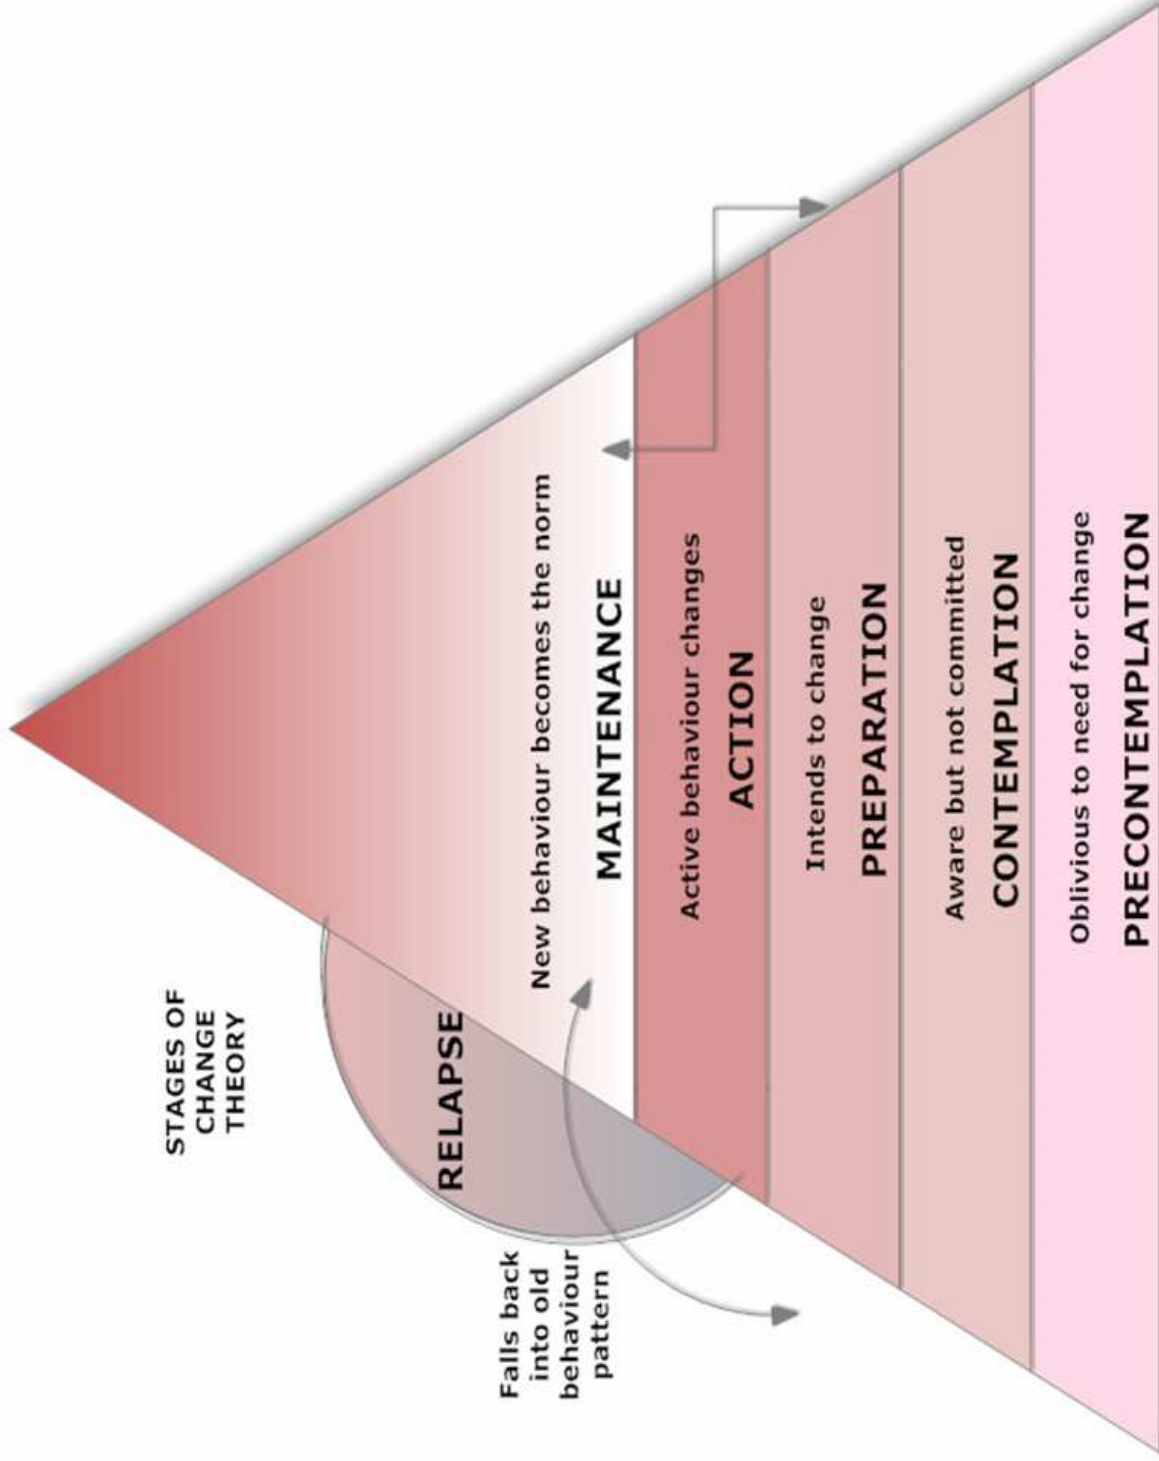 STAGES OF
CHANGE
THEORY
RELAPSE
Falls back
into old
behaviour
pattern
New behaviour becomes the norm
MAINTENANCE
Active behaviour changes
ACTION
Intends to change
PREPARATION
Aware but not committed
CONTEMPLATION
Oblivious to need for change
PRECONTEMPLATION